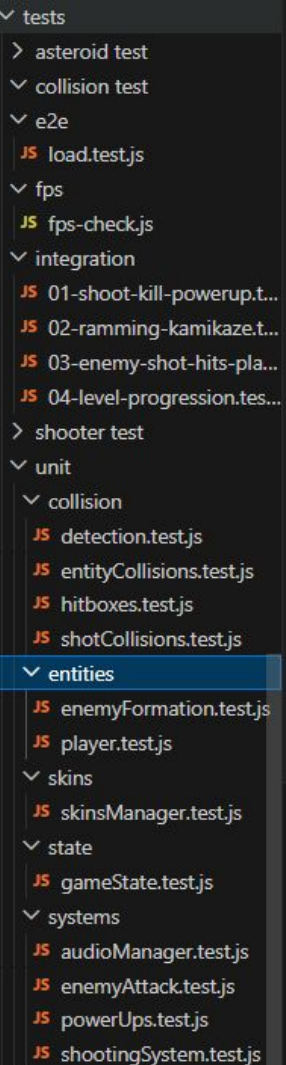 tests
asteroid test
collision test
e2e
JS load.test.js
fps
JS fps-check.js
integration
JS 01-shoot-kill-powerup.t...
JS 02-ramming-kamikaze.t...
JS 03-enemy-shot-hits-pla...
JS 04-level-progression.tes...
shooter test
unit
collision
JS detection.test.js
JS entityCollisions.test.js
JS hitboxes.test.js
JS shotCollisions.test.js
entities
JS enemyFormation.test.js
JS player.test.js
skins
JS skinsManager.test.js
state
JS gameState.test.js
systems
JS audioManager.test.js
JS enemyAttack.test.js
JS powerUps.test.js
JS shootingSystem.test.js